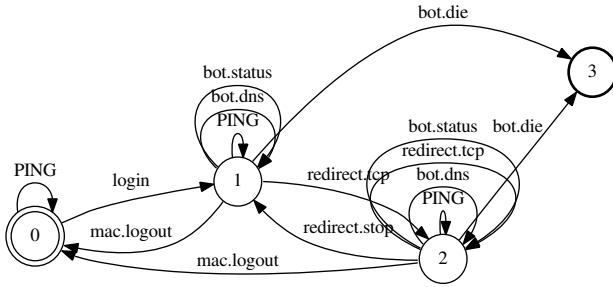 bot.die
3
bot.status
bot.dns
PING
bot.status
bot.die
redirect.tcp
PING
login
1
redirect.tcp
bot.dns
PING
0
mac.logout
redirect.stop
mac.logout
2